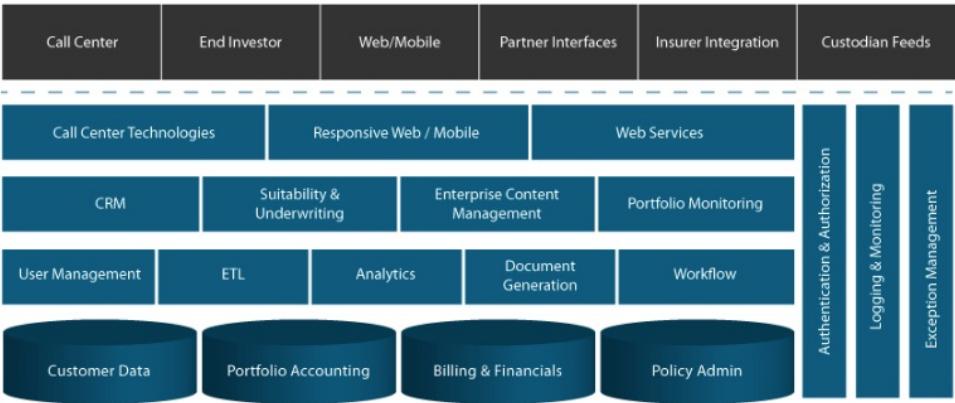 Call Center
End Investor
Web/Mobile
Partner Interfaces
Insurer Integration
Custodian Feeds
Call Center Technologies
Responsive Web / Mobile
Web Services
CRM
Suitability &
Underwriting
Enterprise Content
Management
Portfolio Monitoring
User Management
ETL
Analytics
Document
Generation
Workflow
Customer Data
Portfolio Accounting
Billing & Financials
Policy Admin
Authentication & Authorization
Logging & Monitoring
Exception Management